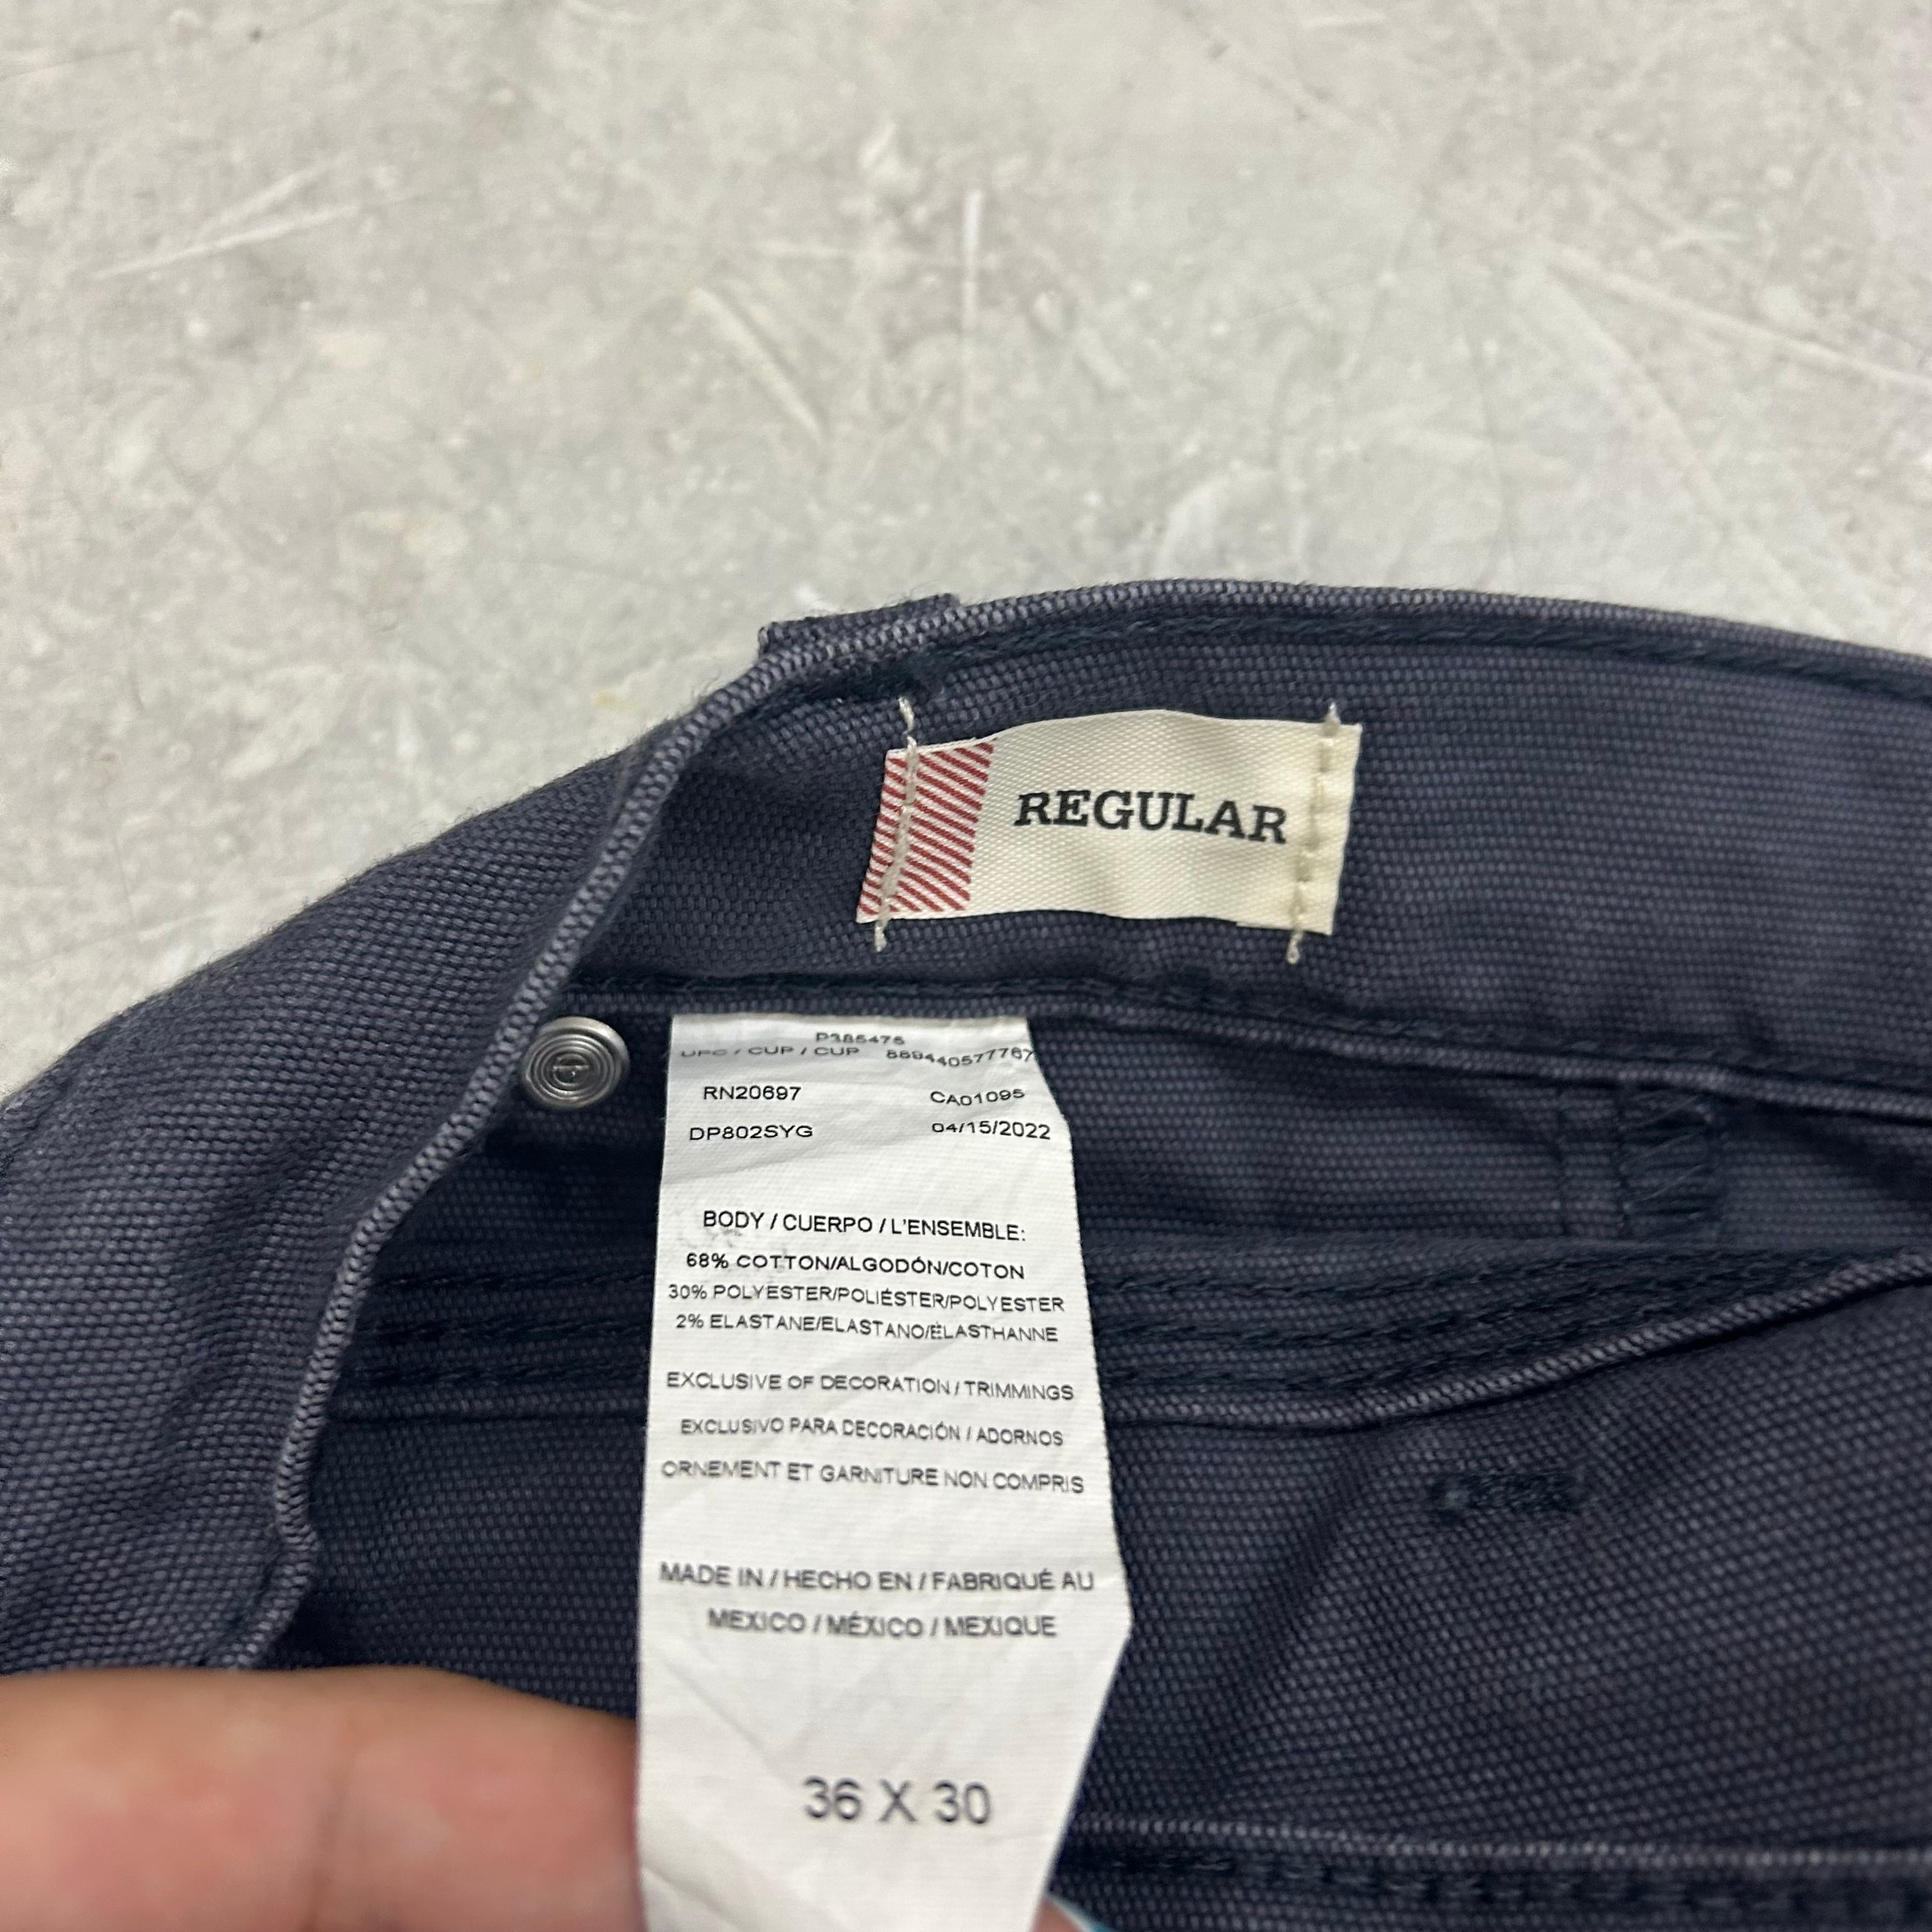 REGULAR
P385475
UPC / CUP / CUP 889440577767
RN20697 CA01095
DP802SYG 04/15/2022
BODY / CUERPO / L'ENSEMBLE:
68% COTTON/ALGODÓN/COTON
30% POLYESTER/POLIÉSTER/POLYESTER
2% ELASTANE/ELASTANO/ÉLASTHANNE
EXCLUSIVE OF DECORATION / TRIMMINGS
EXCLUSIVO PARA DECORACIÓN / ADORNOS
ORNEMENT ET GARNITURE NON COMPRIS
MADE IN / HECHO EN / FABRIQUÉ AU
MEXICO / MÉXICO / MEXIQUE
36 X 30